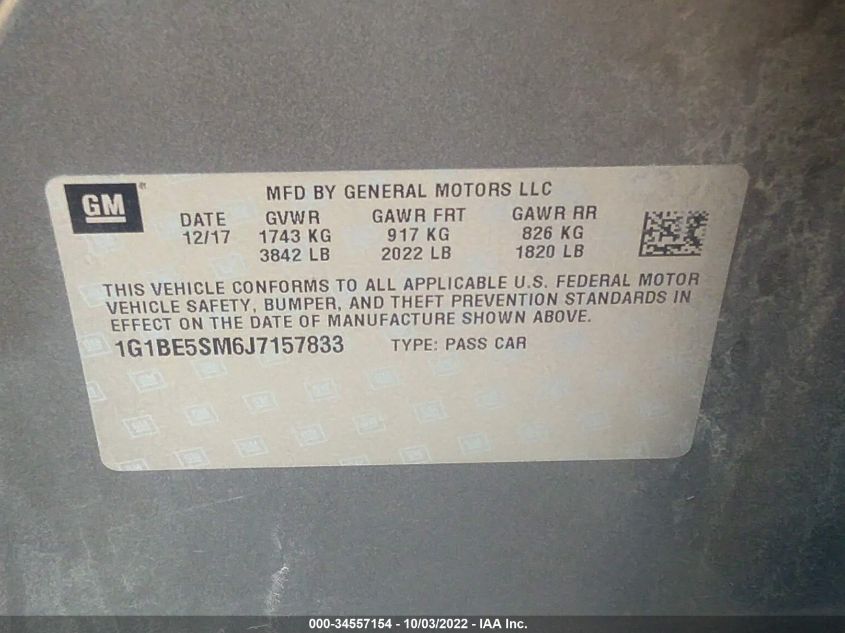 GM
MFD BY GENERAL MOTORS LLC
DATE GVWR GAWR FRT GAWR RR
12/17 1743 KG 917 KG 826 KG
3842 LB 2022 LB 1820 LB
THIS VEHICLE CONFORMS TO ALL APPLICABLE U.S. FEDERAL MOTOR
VEHICLE SAFETY, BUMPER, AND THEFT PREVENTION STANDARDS IN
EFFECT ON THE DATE OF MANUFACTURE SHOWN ABOVE.
1G1BE5SM6J7157833 TYPE: PASS CAR
000-34557154 - 10/03/2022 - IAA Inc.